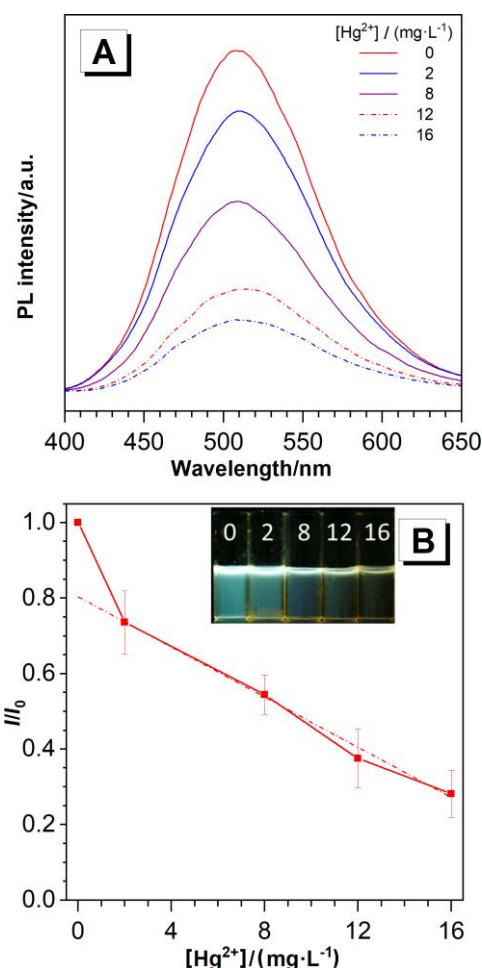 A
[Hg²⁺] / (mg·L⁻¹)
0
2
8
12
16
PL intensity/a.u.
400 450 500 550 600 650
Wavelength/nm
B
0 2 8 12 16
1.0
0.8
0.6
0.4
0.2
0.0
I/I₀
0 4 8 12 16
[Hg²⁺]/(mg·L⁻¹)